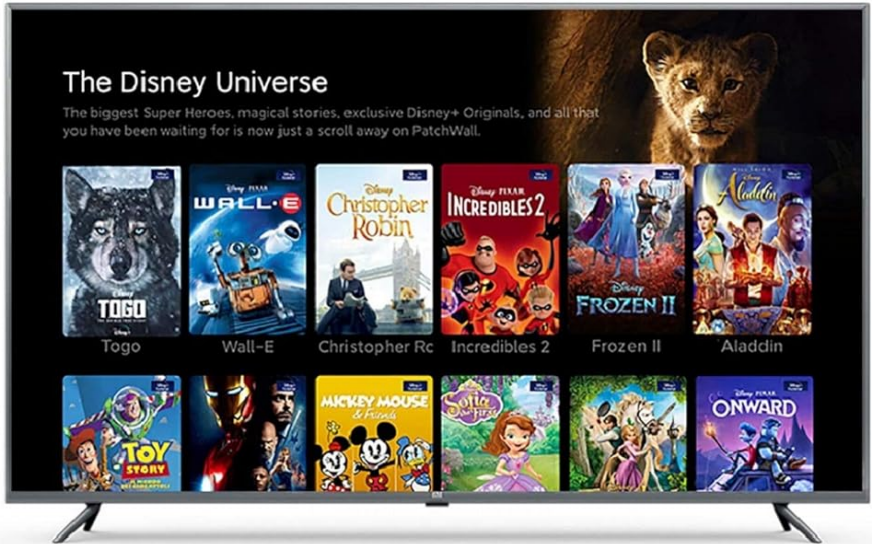 The Disney Universe
The biggest Super Heroes, magical stories, exclusive Disney+ Originals, and all that
you have been waiting for is now just a scroll away on PatchWall.
Disney
TOGO
Disney+
Togo
Disney PIXAR
WALL·E
Wall-E
Disney
Christopher
Robin
Christopher Ro
Disney PIXAR
INCREDIBLES 2
Incredibles 2
Disney
FROZEN II
Frozen II
Disney
Aladdin
Aladdin
TOY
STORY
MICKEY MOUSE
& Friends
Sofia
the First
Disney PIXAR
ONWARD
mi